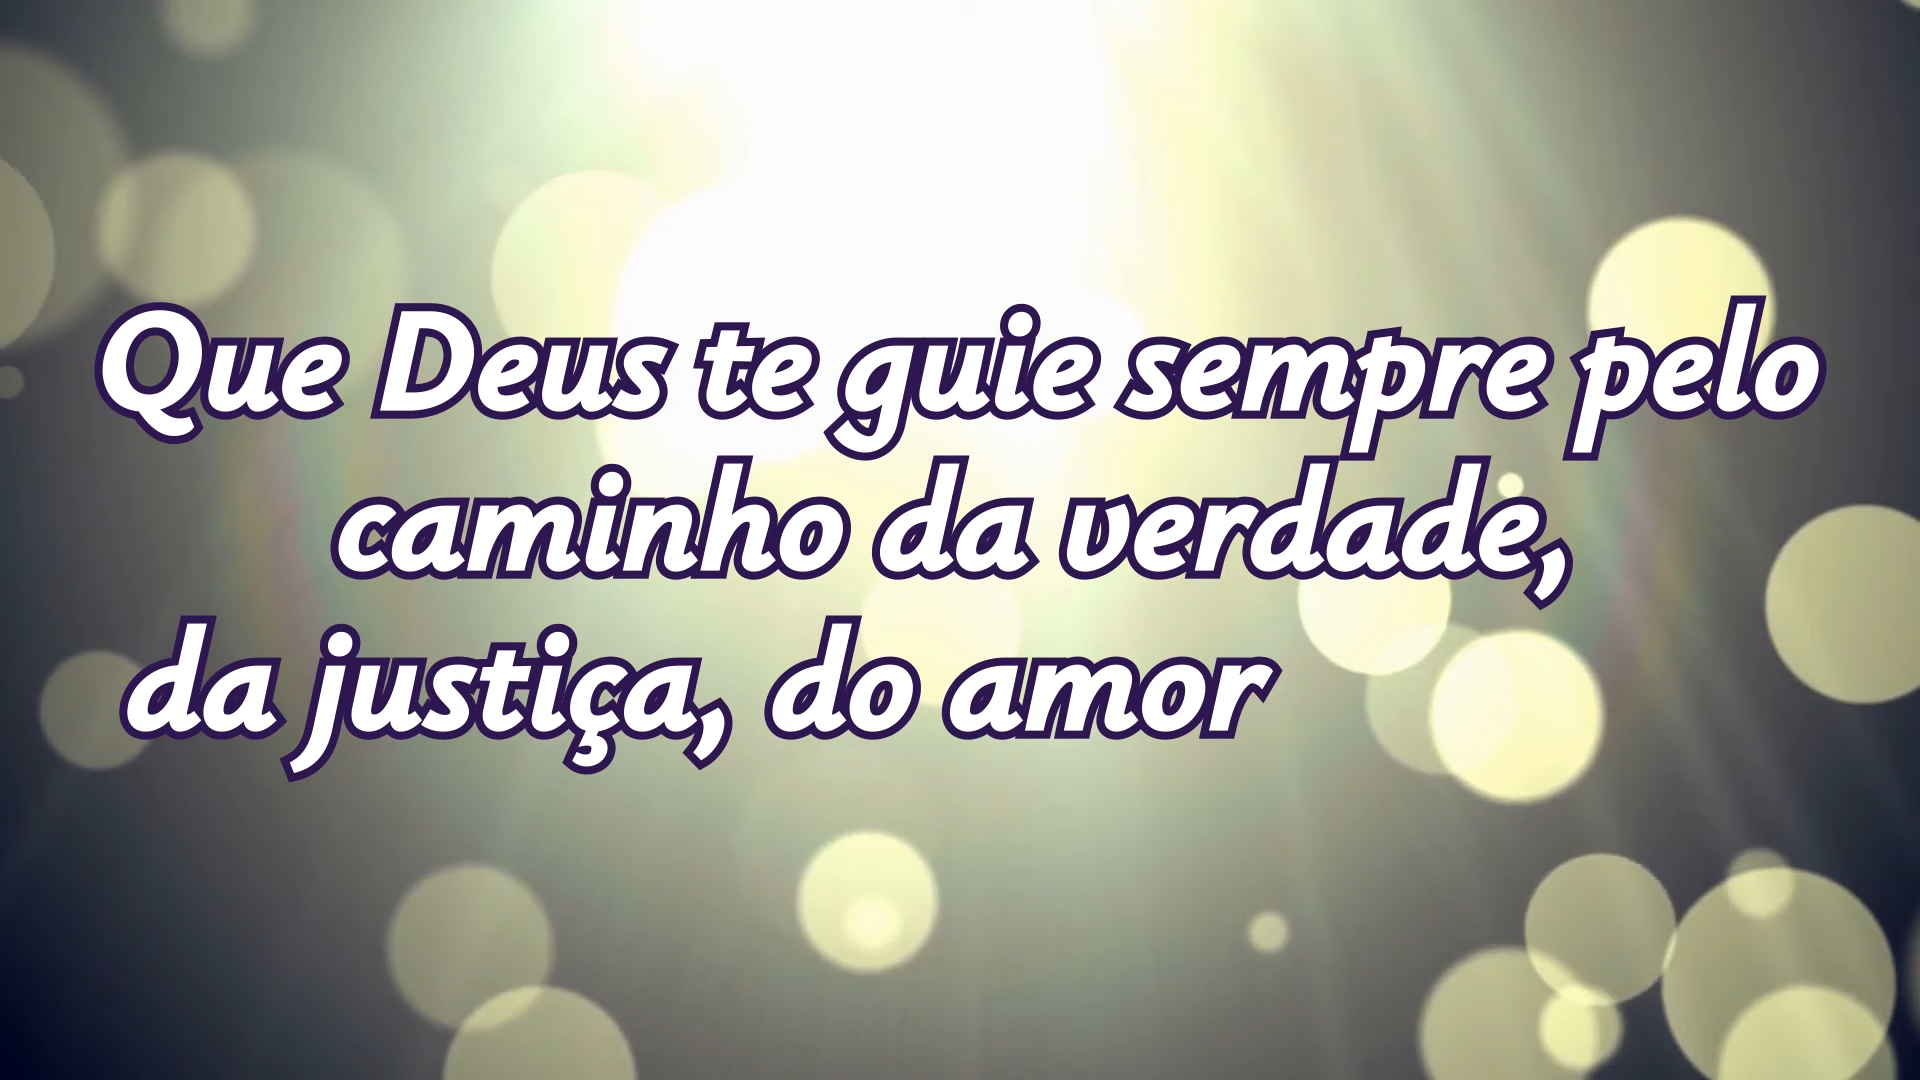 Que Deus te guie sempre pelo
caminho da verdade,
da justiça, do amor